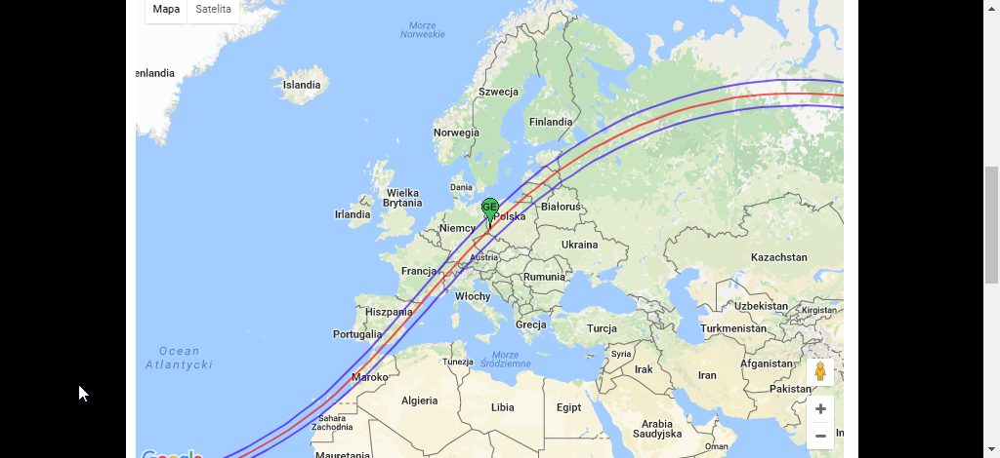 Mapa
Satelita
Morze
Norweskie
enlandia
Islandia
Szwecja
Finlandia
Norwegia
Dania
Wielka
Brytania
Irlandia
GE
Polska
Białoruś
Niemcy
Ukraina
Austria
Kazachstan
Francja
Rumunia
Włochy
Uzbekistan
Kirgistan
Hiszpania
Grecja
Turcja
Turkmenistan
Portugalia
Ocean
Atlantycki
Morze
Śródziemne
Tunezja
Syria
Afganistan
Irak
Iran
Maroko
Pakistan
Algieria
Libia
Egipt
Sahara
Zachodnia
Arabia
Saudyjska
Oman
In
Mauretania
Google